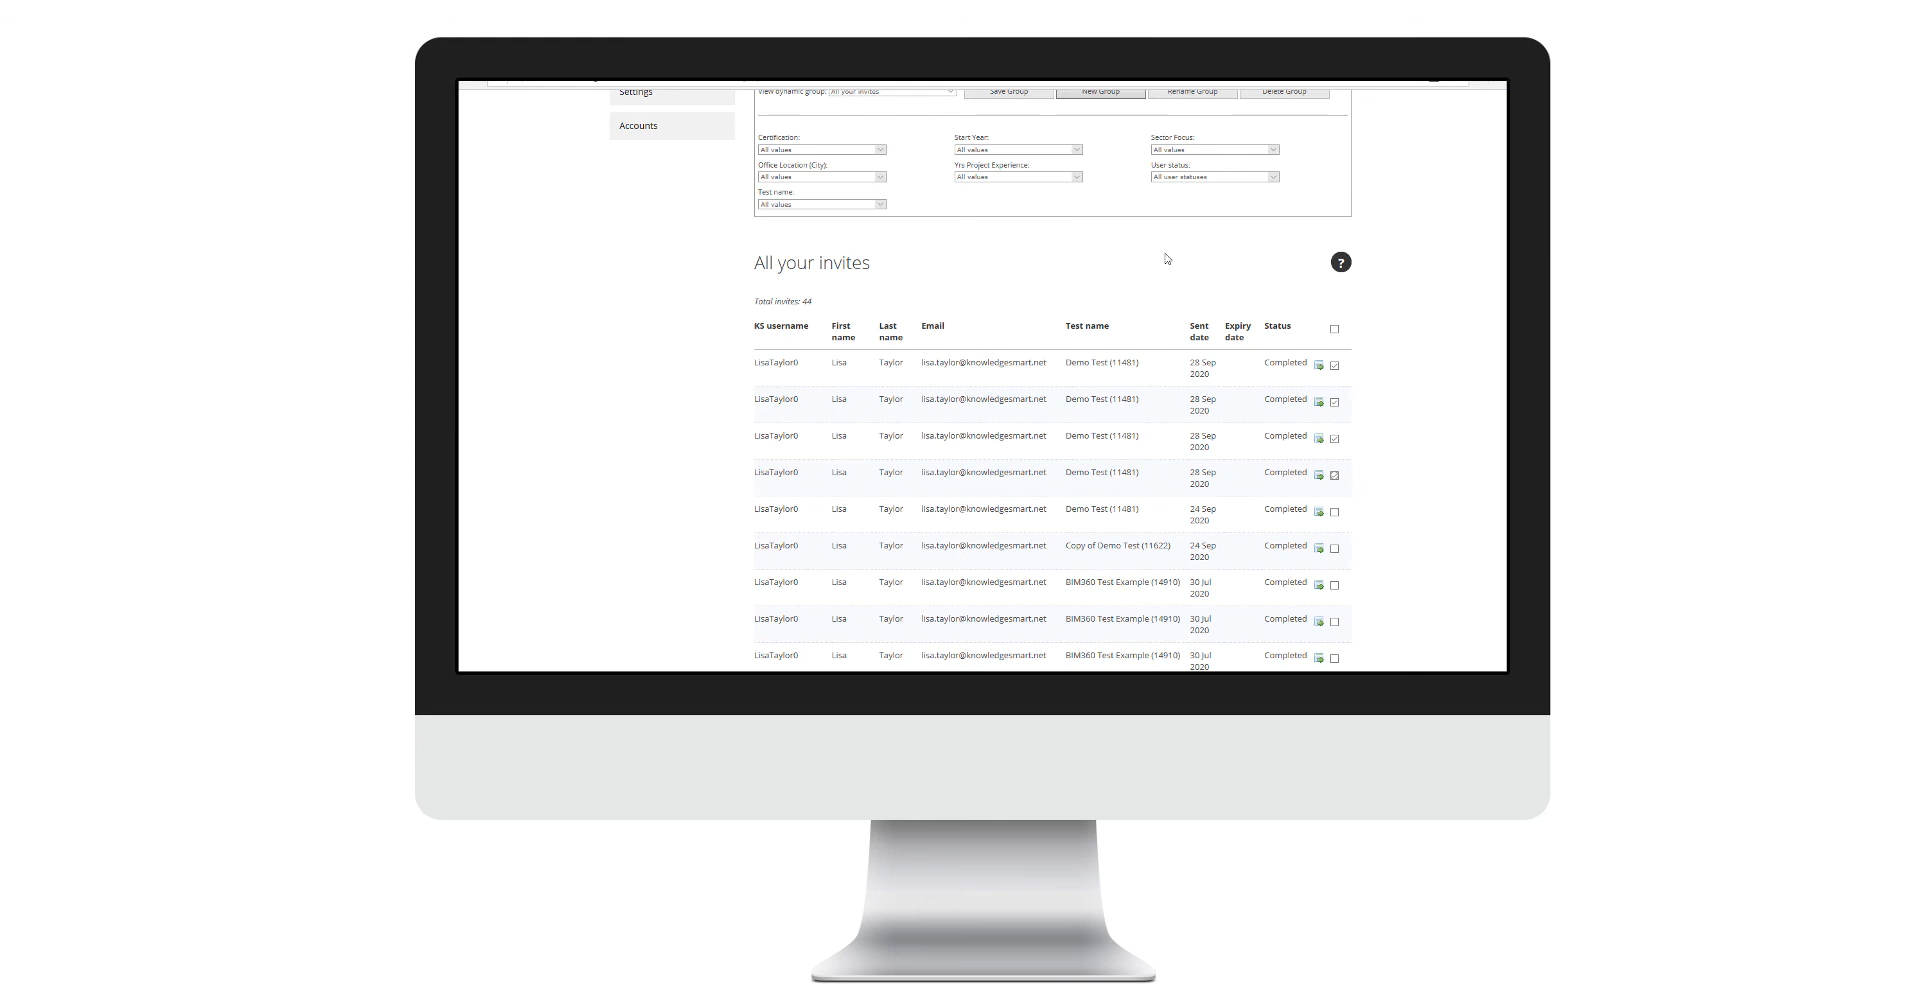 Settings
View dynamic group: All your invites Save Group New Group Rename Group Delete Group
Accounts
Certification: Start Year: Sector Focus:
All values All values All values
Office Location (City): Yrs Project Experience: User status:
All values All values All user statuses
Test name:
All values
All your invites ?
Total invites: 44
KS username First Last Email Test name Sent Expiry Status
name name date date
LisaTaylor0 Lisa Taylor lisa.taylor@knowledgesmart.net Demo Test (11481) 28 Sep Completed
2020
LisaTaylor0 Lisa Taylor lisa.taylor@knowledgesmart.net Demo Test (11481) 28 Sep Completed
2020
LisaTaylor0 Lisa Taylor lisa.taylor@knowledgesmart.net Demo Test (11481) 28 Sep Completed
2020
LisaTaylor0 Lisa Taylor lisa.taylor@knowledgesmart.net Demo Test (11481) 28 Sep Completed
2020
LisaTaylor0 Lisa Taylor lisa.taylor@knowledgesmart.net Demo Test (11481) 24 Sep Completed
2020
LisaTaylor0 Lisa Taylor lisa.taylor@knowledgesmart.net Copy of Demo Test (11622) 24 Sep Completed
2020
LisaTaylor0 Lisa Taylor lisa.taylor@knowledgesmart.net BIM360 Test Example (14910) 30 Jul Completed
2020
LisaTaylor0 Lisa Taylor lisa.taylor@knowledgesmart.net BIM360 Test Example (14910) 30 Jul Completed
2020
LisaTaylor0 Lisa Taylor lisa.taylor@knowledgesmart.net BIM360 Test Example (14910) 30 Jul Completed
2020